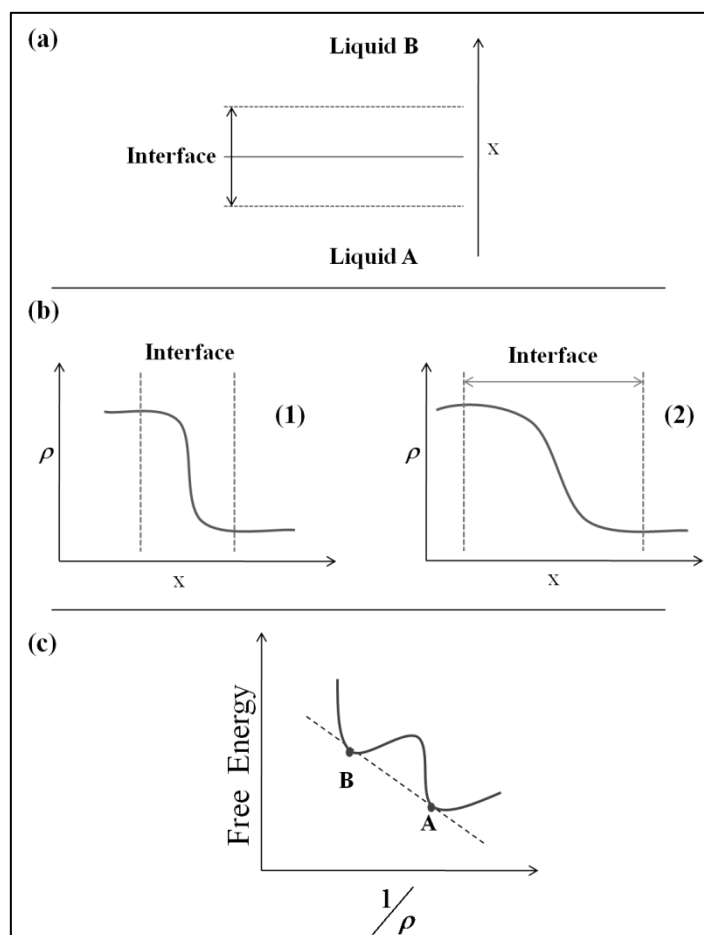 (a)
Liquid B
Interface
x
Liquid A
(b)
Interface
(1)
ρ
x
Interface
(2)
ρ
x
(c)
Free Energy
B
A
1/ρ